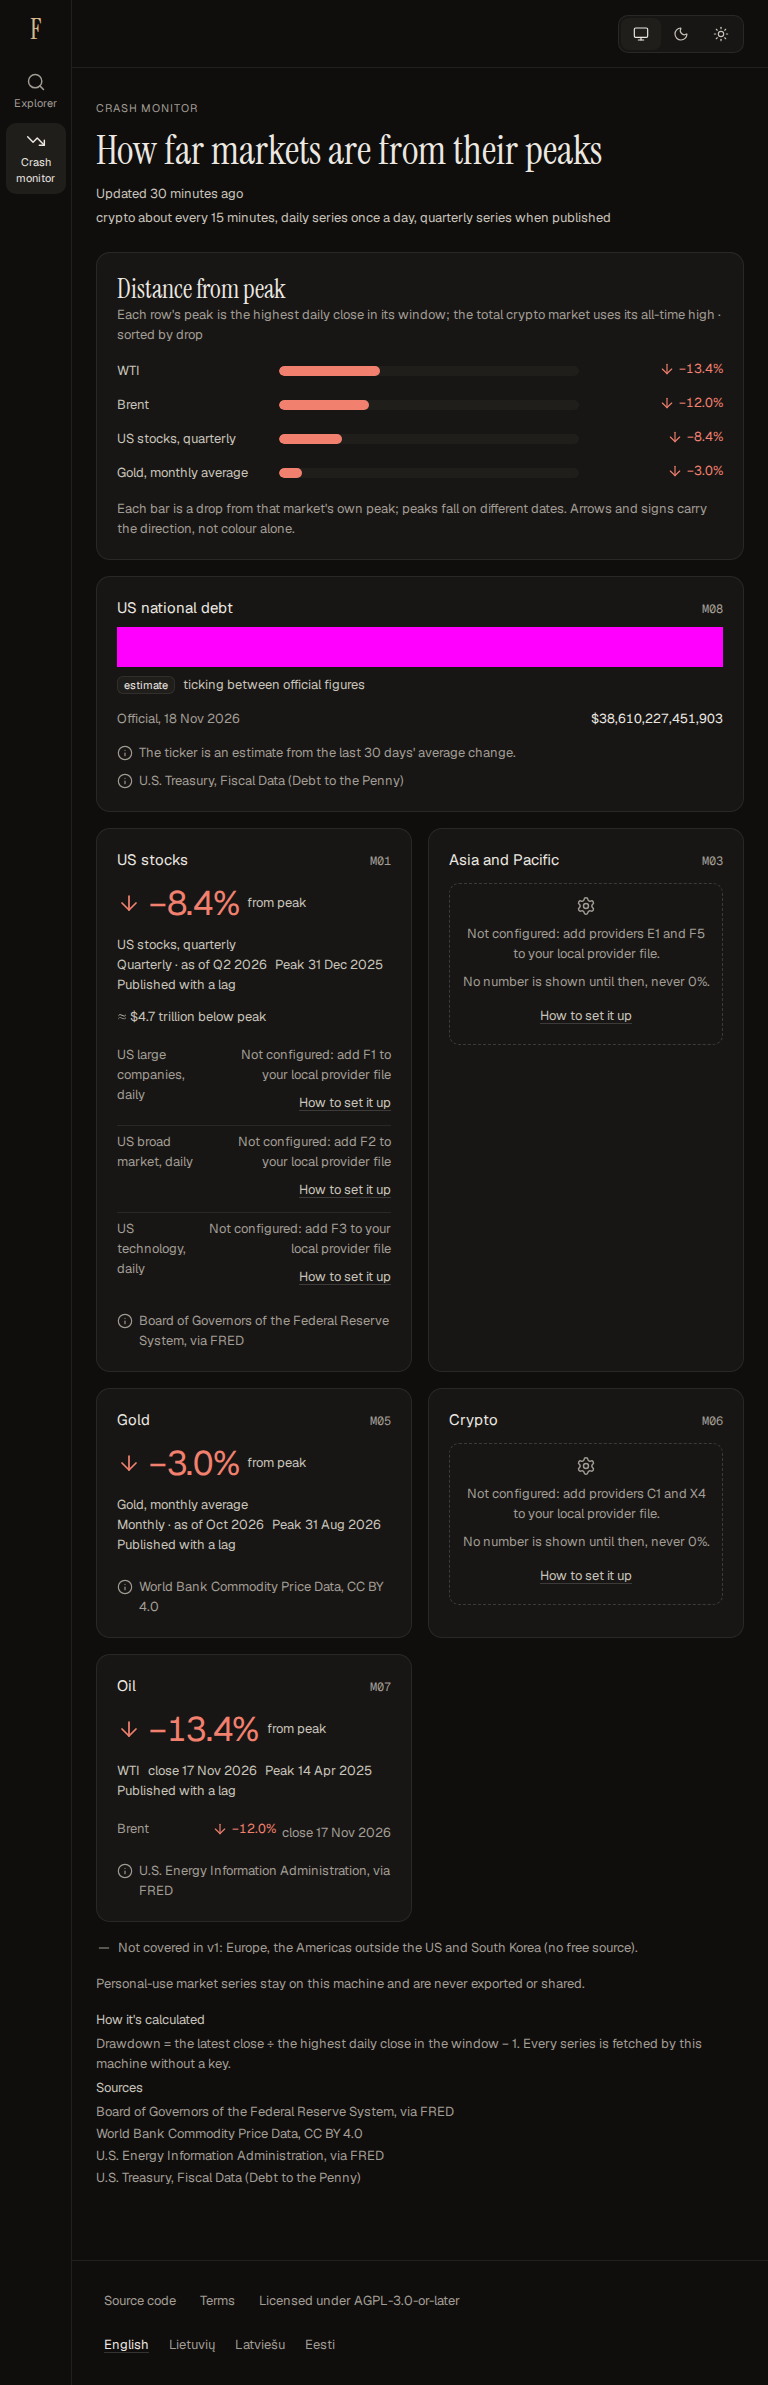 F
Explorer
Crash
monitor
CRASH MONITOR
How far markets are from their peaks
Updated 30 minutes ago
crypto about every 15 minutes, daily series once a day, quarterly series when published
Distance from peak
Each row's peak is the highest daily close in its window; the total crypto market uses its all-time high ·
sorted by drop
WTI ↓ −13.4%
Brent ↓ −12.0%
US stocks, quarterly ↓ −8.4%
Gold, monthly average ↓ −3.0%
Each bar is a drop from that market's own peak; peaks fall on different dates. Arrows and signs carry
the direction, not colour alone.
US national debt M08
estimate ticking between official figures
Official, 18 Nov 2026 $38,610,227,451,903
The ticker is an estimate from the last 30 days' average change.
U.S. Treasury, Fiscal Data (Debt to the Penny)
US stocks M01
↓ −8.4% from peak
US stocks, quarterly
Quarterly · as of Q2 2026 Peak 31 Dec 2025
Published with a lag
≈ $4.7 trillion below peak
US large
companies,
daily
Not configured: add F1 to
your local provider file
How to set it up
US broad
market, daily
Not configured: add F2 to
your local provider file
How to set it up
US
technology,
daily
Not configured: add F3 to your
local provider file
How to set it up
Board of Governors of the Federal Reserve
System, via FRED
Asia and Pacific M03
Not configured: add providers E1 and F5
to your local provider file.
No number is shown until then, never 0%.
How to set it up
Gold M05
↓ −3.0% from peak
Gold, monthly average
Monthly · as of Oct 2026 Peak 31 Aug 2026
Published with a lag
World Bank Commodity Price Data, CC BY
4.0
Crypto M06
Not configured: add providers C1 and X4
to your local provider file.
No number is shown until then, never 0%.
How to set it up
Oil M07
↓ −13.4% from peak
WTI close 17 Nov 2026 Peak 14 Apr 2025
Published with a lag
Brent ↓ −12.0% close 17 Nov 2026
U.S. Energy Information Administration, via
FRED
— Not covered in v1: Europe, the Americas outside the US and South Korea (no free source).
Personal-use market series stay on this machine and are never exported or shared.
How it's calculated
Drawdown = the latest close ÷ the highest daily close in the window − 1. Every series is fetched by this
machine without a key.
Sources
Board of Governors of the Federal Reserve System, via FRED
World Bank Commodity Price Data, CC BY 4.0
U.S. Energy Information Administration, via FRED
U.S. Treasury, Fiscal Data (Debt to the Penny)
Source code Terms Licensed under AGPL-3.0-or-later
English Lietuvių Latviešu Eesti